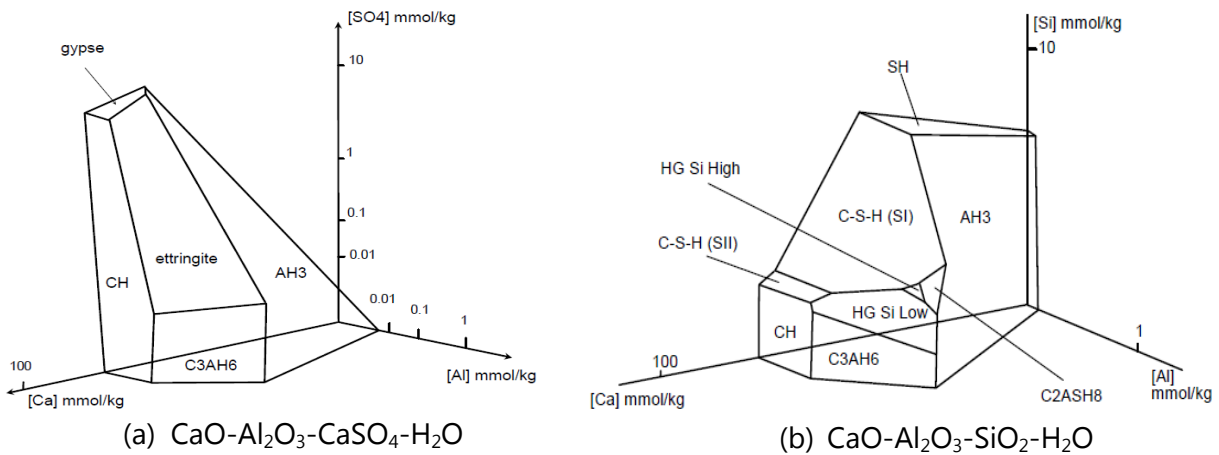 [SO4] mmol/kg
gypse
10
1
0.1
0.01
ettringite
CH
AH3
0.01
0.1
1
C3AH6
100
[Al] mmol/kg
[Ca] mmol/kg
(a) CaO-Al₂O₃-CaSO₄-H₂O
[Si] mmol/kg
10
SH
HG Si High
C-S-H (SI)
AH3
C-S-H (SII)
HG Si Low
CH
C3AH6
1
100
[Al]
mmol/kg
[Ca] mmol/kg
C2ASH8
(b) CaO-Al₂O₃-SiO₂-H₂O